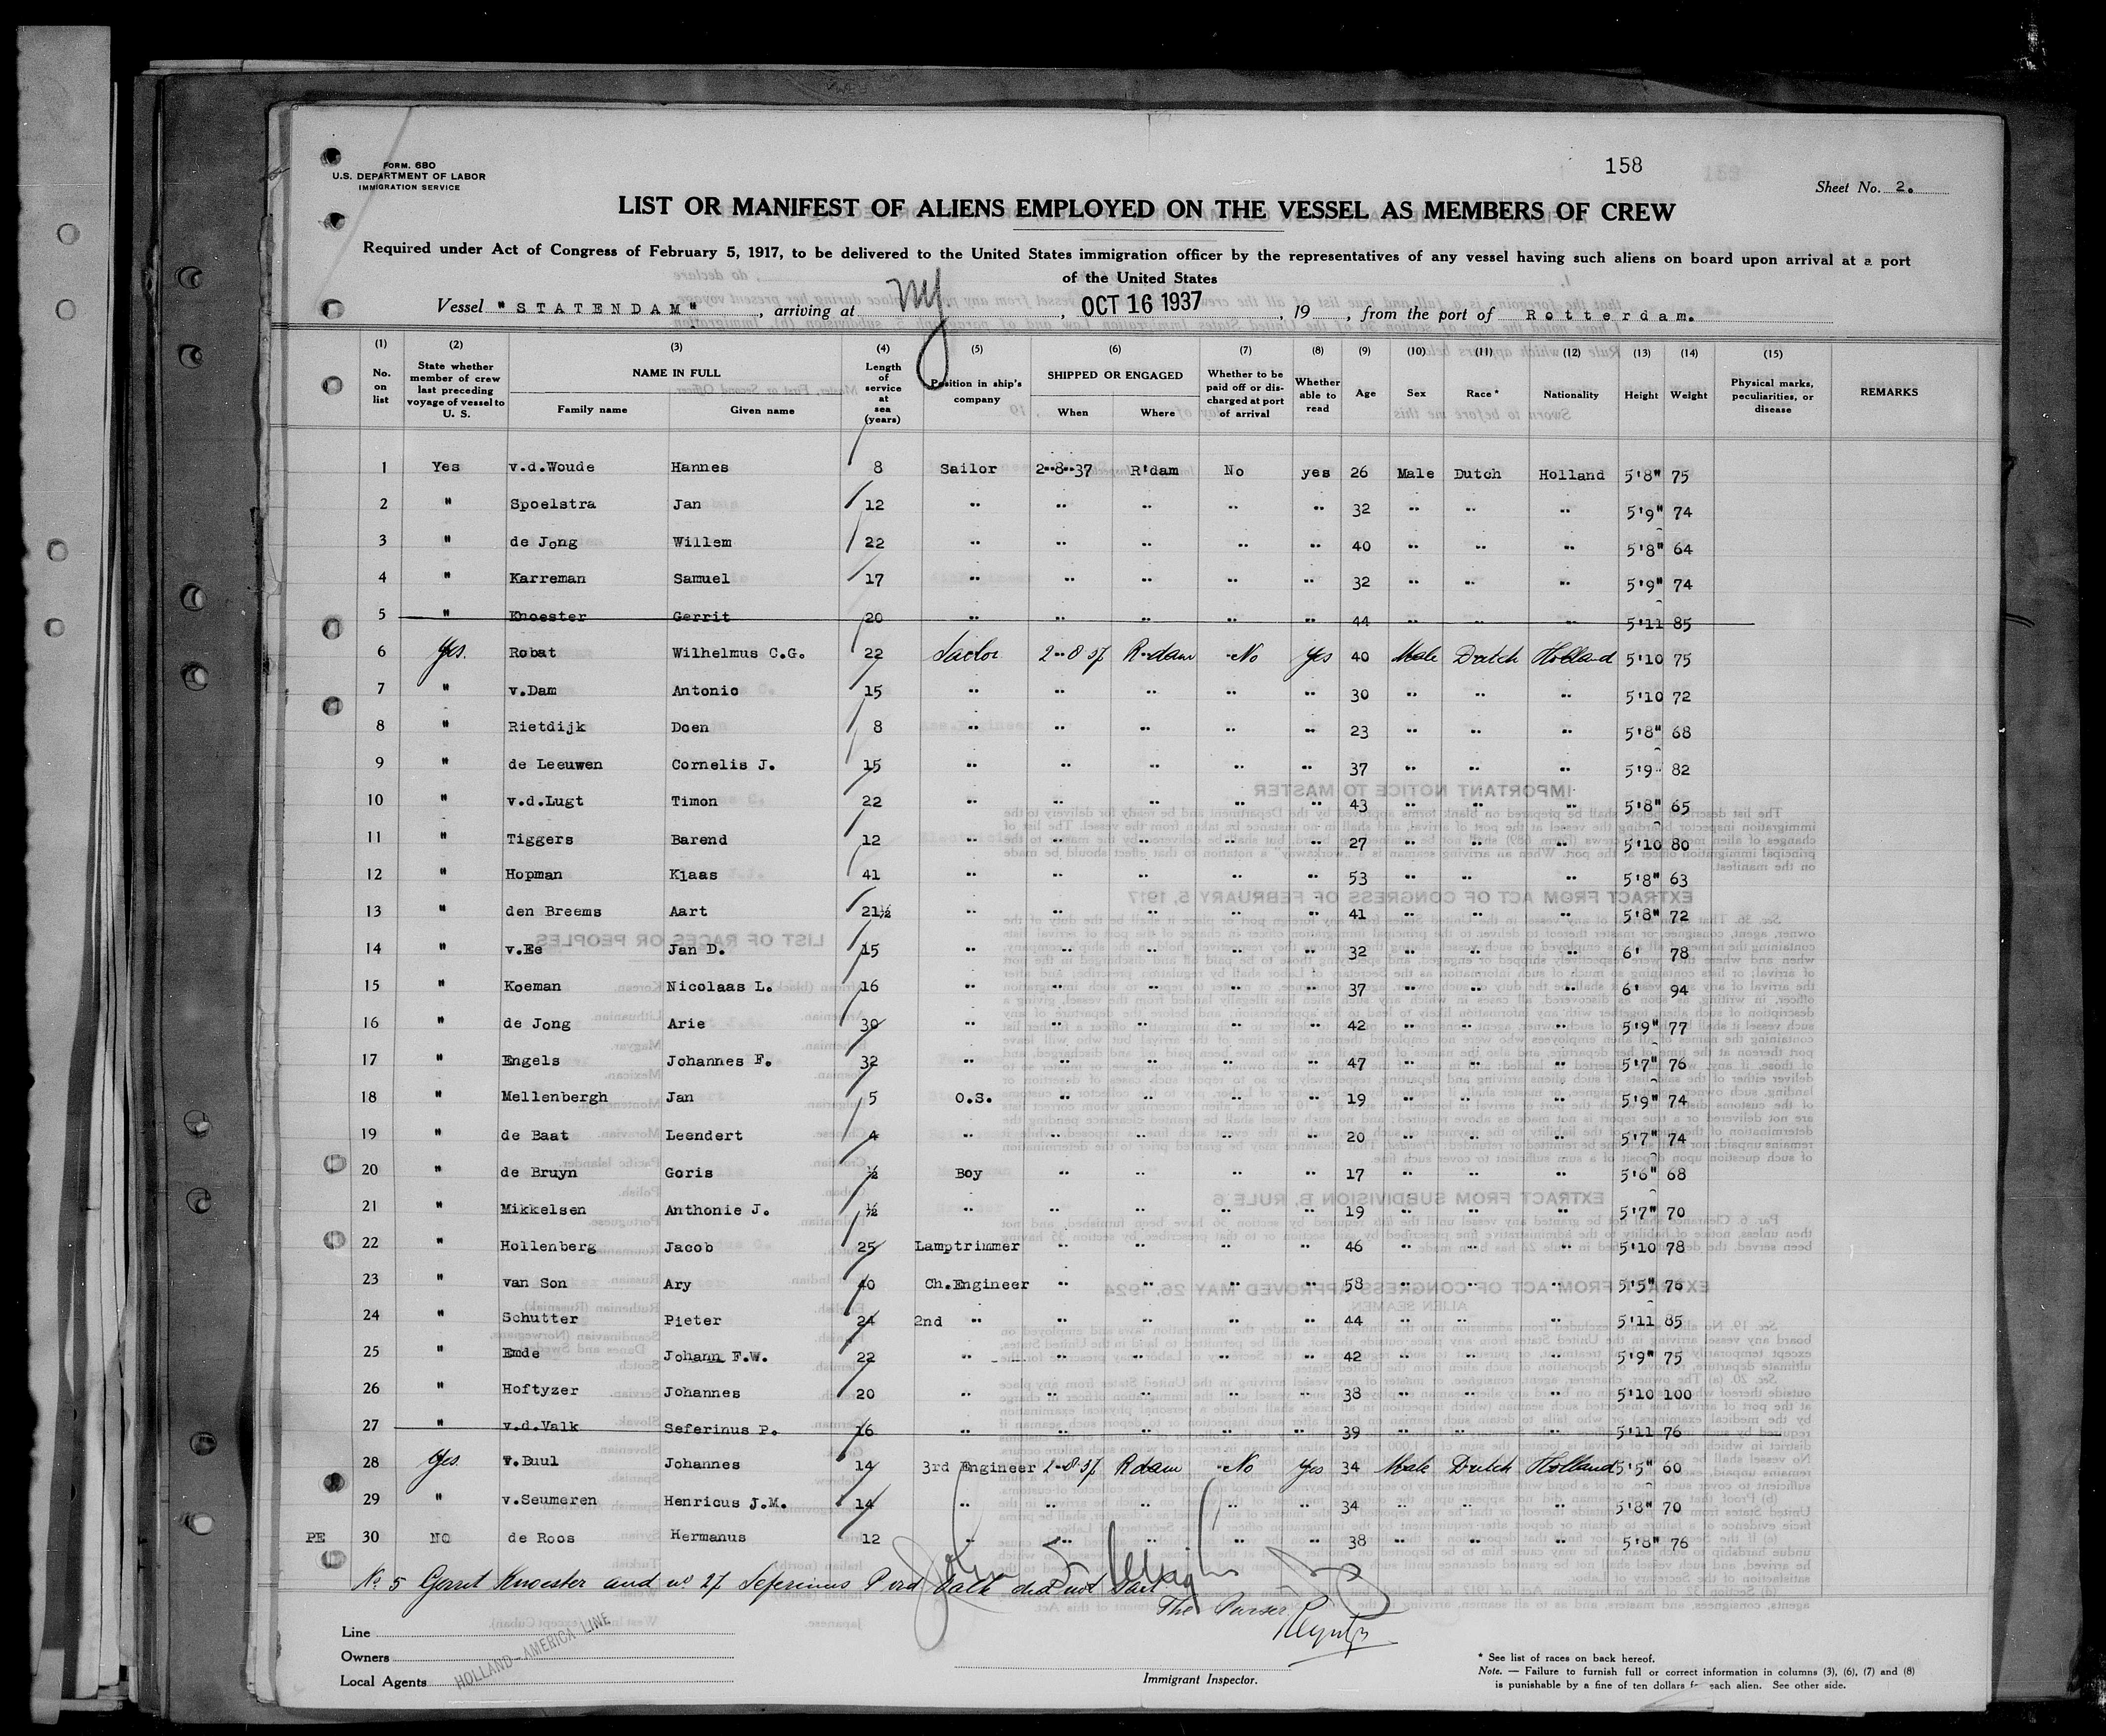 FORM. 680
U.S. DEPARTMENT OF LABOR
IMMIGRATION SERVICE
158
Sheet No. 2.
LIST OR MANIFEST OF ALIENS EMPLOYED ON THE VESSEL AS MEMBERS OF CREW
Required under Act of Congress of February 5, 1917, to be delivered to the United States immigration officer by the representatives of any vessel having such aliens on board upon arrival at a port
of the United States
Vessel "STATENDAM", arriving at NY, OCT 16 1937, 19 , from the port of Rotterdam.
(1) No. on list (2) State whether member of crew last preceding voyage of vessel to U. S. (3) NAME IN FULL Family name Given name (4) Length of service at sea (years) (5) Position in ship's company (6) SHIPPED OR ENGAGED When Where (7) Whether to be paid off or discharged at port of arrival (8) Whether able to read (9) Age (10) Sex (11) Race* (12) Nationality (13) Height (14) Weight (15) Physical marks, peculiarities, or disease REMARKS
1 Yes v.d.Woude Hannes 8 Sailor 2-8-37 R'dam No yes 26 Male Dutch Holland 5'8" 75
2 " Spoelstra Jan 12 " " " " " 32 " " " 5'9" 74
3 " de Jong Willem 22 " " " " " 40 " " " 5'8" 64
4 " Karreman Samuel 17 " " " " " 32 " " " 5'9" 74
5 " Knoester Gerrit 20 " " " " " 44 " " " 5'11 85
6 Yes. Robat Wilhelmus C.G. 22 Sailor 2-8 37 R-dam No Yes 40 Male Dutch Holland 5'10 75
7 " v.Dam Antonio 15 " " " " " 30 " " " 5'10 72
8 " Rietdijk Doen 8 " " " " " 23 " " " 5'8" 68
9 " de Leeuwen Cornelis J. 15 " " " " " 37 " " " 5'9- 82
10 " v.d.Lugt Timon 22 " " " " " 43 " " " 5'8" 65
11 " Tiggers Barend 12 " " " " " 27 " " " 5'10 80
12 " Hopman Klaas 41 " " " " " 53 " " " 5'8" 63
13 " den Breems Aart 21½ " " " " " 41 " " " 5'8" 72
14 " v.Ee Jan D. 15 " " " " " 32 " " " 6' 78
15 " Koeman Nicolaas L. 16 " " " " " 37 " " " 6' 94
16 " de Jong Arie 30 " " " " " 42 " " " 5'9" 77
17 " Engels Johannes F. 32 " " " " " 47 " " " 5'7" 76
18 " Mellenbergh Jan 5 O.S. " " " " 19 " " " 5'9" 74
19 " de Baat Leendert 4 " " " " " 20 " " " 5'7" 74
20 " de Bruyn Goris ½ Boy " " " " 17 " " " 5'6" 68
21 " Mikkelsen Anthonie J. ½ " " " " " 19 " " " 5'7" 70
22 " Hollenberg Jacob 25 Lamptrimmer " " " " 46 " " " 5'10 78
23 " van Son Ary 40 Ch.Engineer " " " " 58 " " " 5'5" 76
24 " Schutter Pieter 24 2nd " " " " " 44 " " " 5'11 85
25 " Emde Johann F.W. 22 " " " " " 42 " " " 5'9" 75
26 " Hoftyzer Johannes 20 " " " " " 38 " " " 5'10 100
27 " v.d.Valk Seferinus P. 16 " " " " " 39 " " " 5'11 76
28 Yes. v.Buul Johannes 14 3rd Engineer 2-8-37 Rdam No Yes 34 Male Dutch Holland 5'5" 60
29 " v.Seumeren Henricus J.M. 14 " " " " " 34 " " " 5'8" 70
PE 30 NO de Roos Hermanus 12 " " " " " 38 " " " 5'8" 76
No 5 Gerrit Knoester and no 27 Seferinus P v.d. Valk did not sail
The Purser
Line
Owners
Local Agents HOLLAND-AMERICA LINE
Immigrant Inspector.
* See list of races on back hereof.
Note. — Failure to furnish full or correct information in columns (3), (6), (7) and (8)
is punishable by a fine of ten dollars for each alien. See other side.